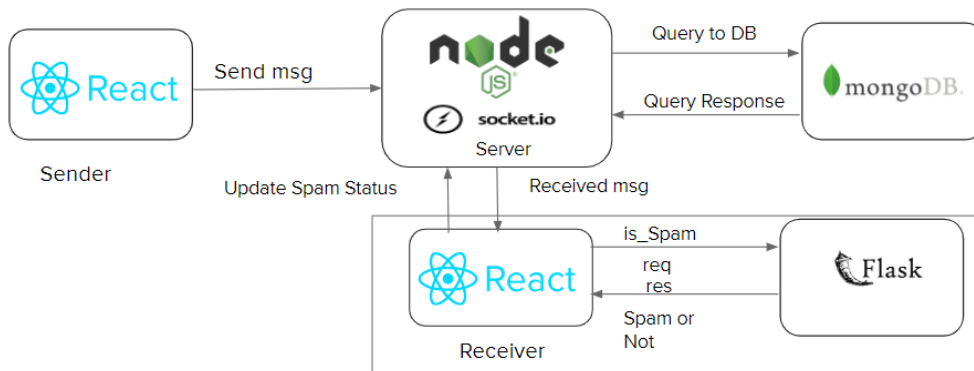 node
JS
Query to DB
React
Send msg
mongoDB.
Query Response
socket.io
Server
Sender
Update Spam Status
Received msg
is_Spam
React
req
res
Flask
Spam or
Not
Receiver